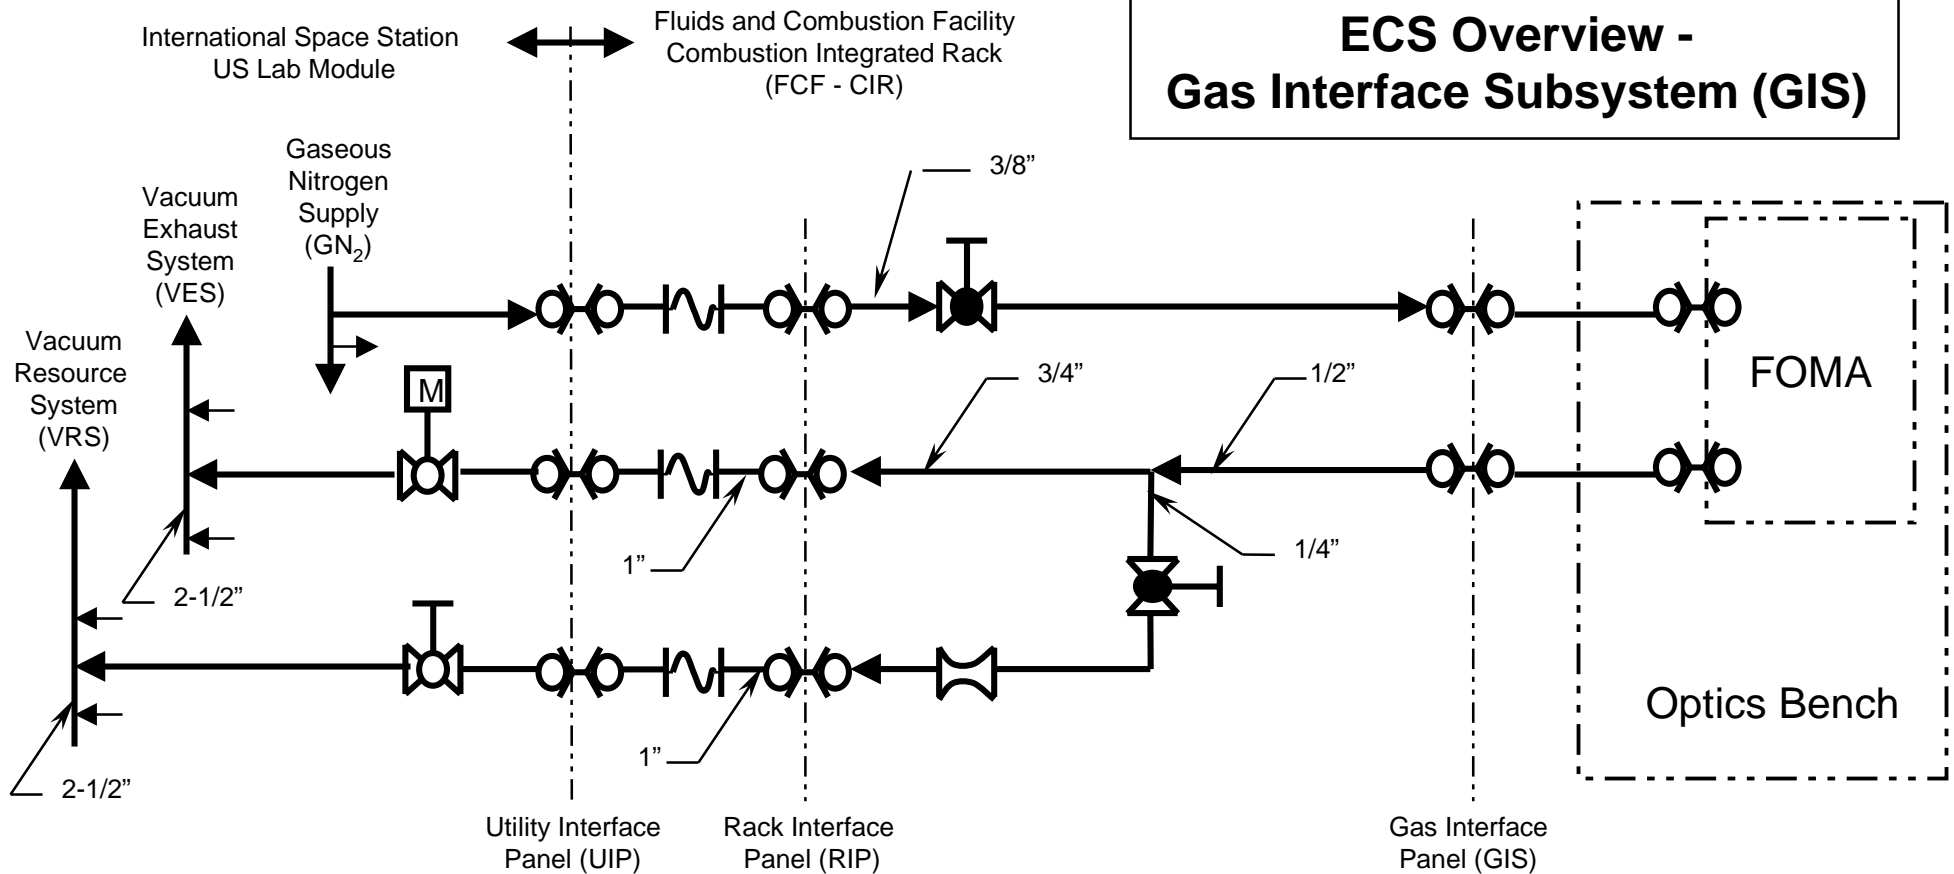 International Space Station
US Lab Module
Fluids and Combustion Facility
Combustion Integrated Rack
(FCF - CIR)
ECS Overview -
Gas Interface Subsystem (GIS)
Gaseous
Nitrogen
Supply
(GN₂)
Vacuum
Exhaust
System
(VES)
Vacuum
Resource
System
(VRS)
3/8”
M
3/4”
1/2”
FOMA
1”
1/4”
2-1/2”
1”
2-1/2”
Optics Bench
Utility Interface
Panel (UIP)
Rack Interface
Panel (RIP)
Gas Interface
Panel (GIS)